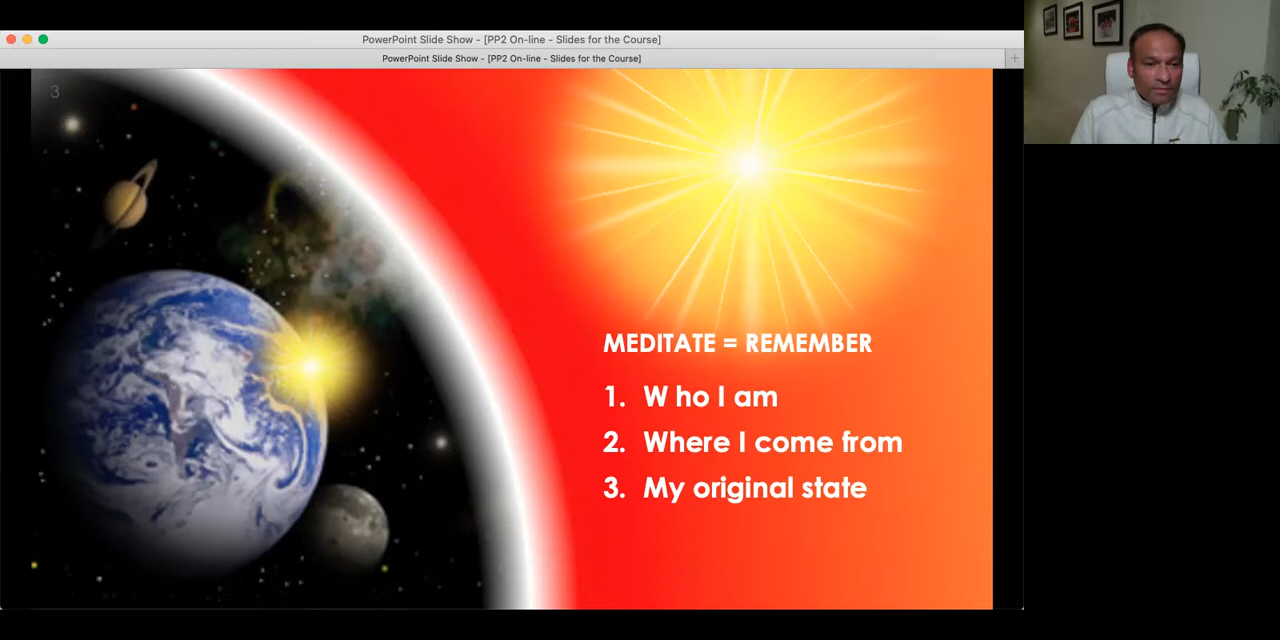 PowerPoint Slide Show - [PP2 On-line - Slides for the Course]
PowerPoint Slide Show - [PP2 On-line - Slides for the Course]
3
MEDITATE = REMEMBER
1. W ho I am
2. Where I come from
3. My original state